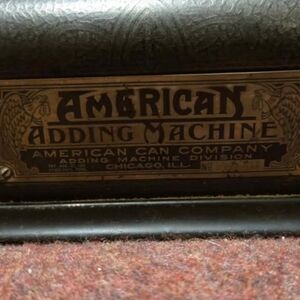 AMERICAN
ADDING MACHINE
AMERICAN CAN COMPANY
ADDING MACHINE DIVISION
CHICAGO, ILL.